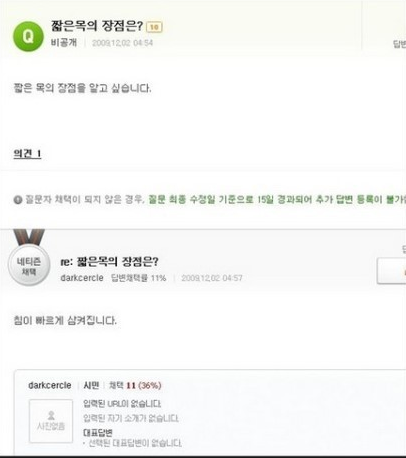 Q
짧은목의 장점은? 10
비공개 2009.12.02 04:54
짧은 목의 장점을 알고 싶습니다.
의견 1
질문자 채택이 되지 않은 경우, 질문 최종 수정일 기준으로 15일 경과되어 추가 답변 등록이 불가
네티즌
채택
re: 짧은목의 장점은?
darkcercle 답변채택률 11% 2009.12.02 04:57
침이 빠르게 삼켜집니다.
darkcercle 시민 채택 11 (36%)
입력된 URL이 없습니다.
입력된 자기 소개가 없습니다.
사진없음
대표답변
- 선택된 대표답변이 없습니다.